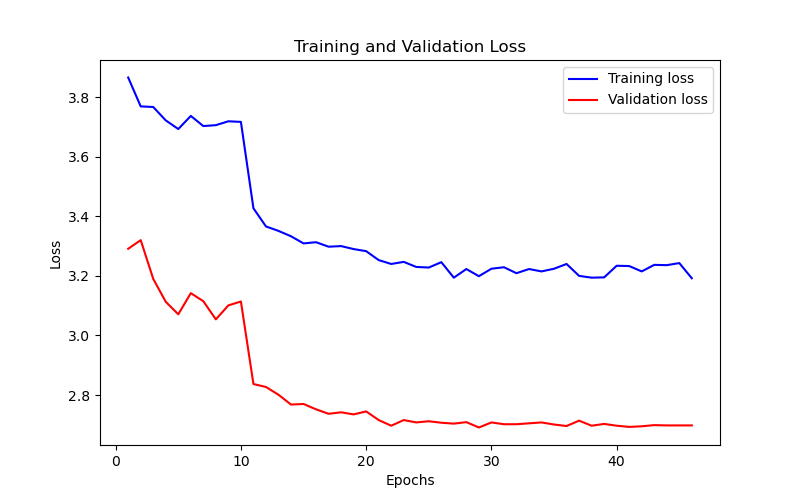 Training and Validation Loss
Training loss
Validation loss
3.8
3.6
3.4
3.2
3.0
2.8
Loss
0
10
20
30
40
Epochs